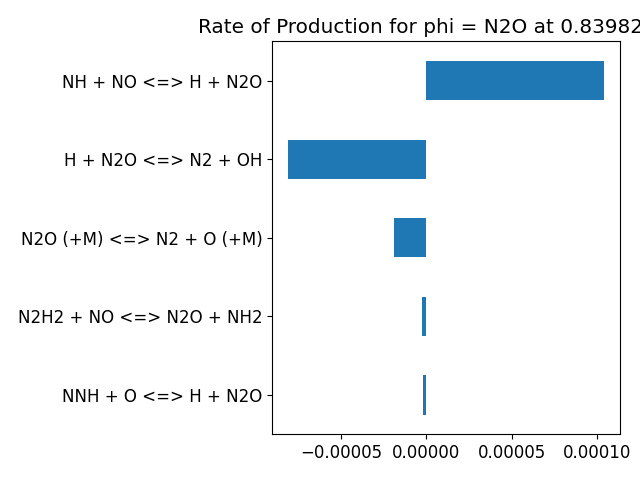 Rate of Production for phi = N2O at 0.83982
NH + NO <=> H + N2O
H + N2O <=> N2 + OH
N2O (+M) <=> N2 + O (+M)
N2H2 + NO <=> N2O + NH2
NNH + O <=> H + N2O
−0.00005 0.00000 0.00005 0.00010